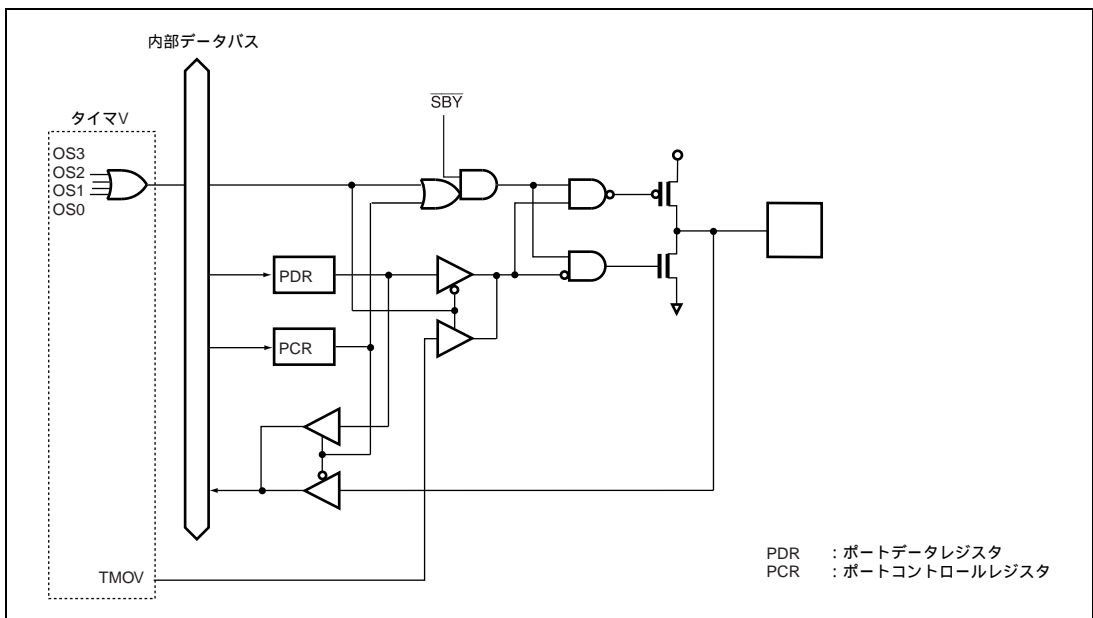 内部データバス
SBY
タイマV
OS3
OS2
OS1
OS0
PDR
PCR
TMOV
PDR :ポートデータレジスタ
PCR :ポートコントロールレジスタ